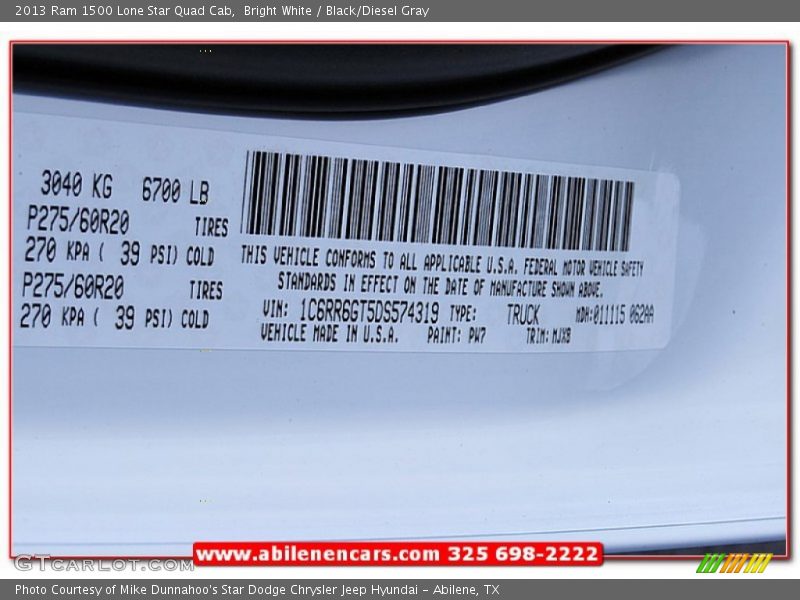 2013 Ram 1500 Lone Star Quad Cab,  Bright White / Black/Diesel Gray
3040 KG 6700 LB
P275/60R20 TIRES
270 KPA ( 39 PSI) COLD
P275/60R20 TIRES
270 KPA ( 39 PSI) COLD
THIS VEHICLE CONFORMS TO ALL APPLICABLE U.S.A. FEDERAL MOTOR VEHICLE SAFETY
STANDARDS IN EFFECT ON THE DATE OF MANUFACTURE SHOWN ABOVE.
VIN: 1C6RR6GT5DS574319 TYPE: TRUCK MDH:011115 062AA
VEHICLE MADE IN U.S.A. PAINT: PW7 TRIM: MJX8
www.abilenencars.com 325 698-2222
GTCARLOT.COM
Photo Courtesy of Mike Dunnahoo's Star Dodge Chrysler Jeep Hyundai - Abilene, TX